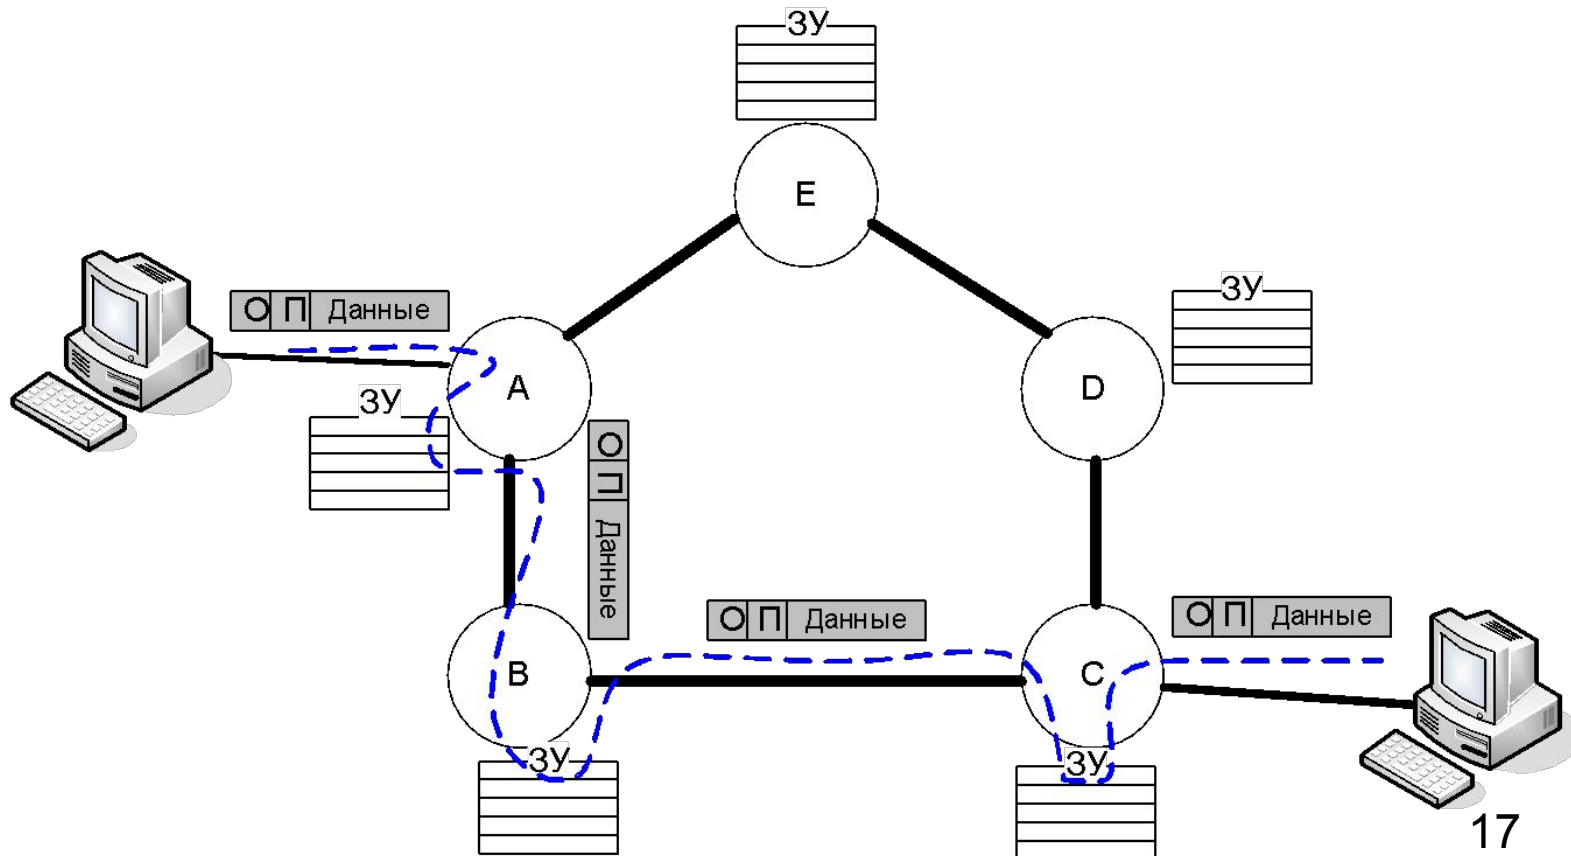 ЗУ
E
ЗУ
О П Данные
A
D
ЗУ
О П Данные
О П Данные
О П Данные
B
C
ЗУ
ЗУ
17